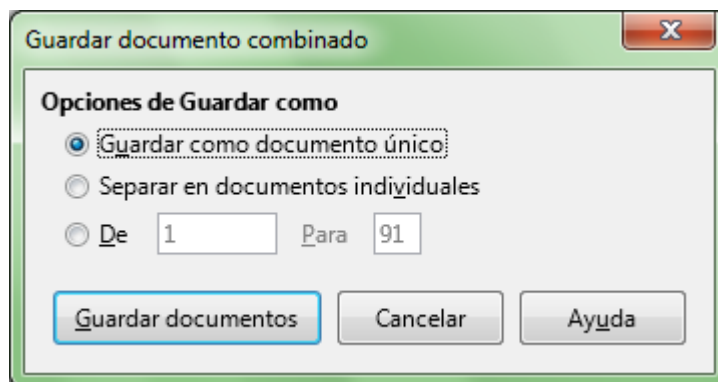 Guardar documento combinado
Opciones de Guardar como
Guardar como documento único
Separar en documentos individuales
De 1 Para 91
Guardar documentos Cancelar Ayuda